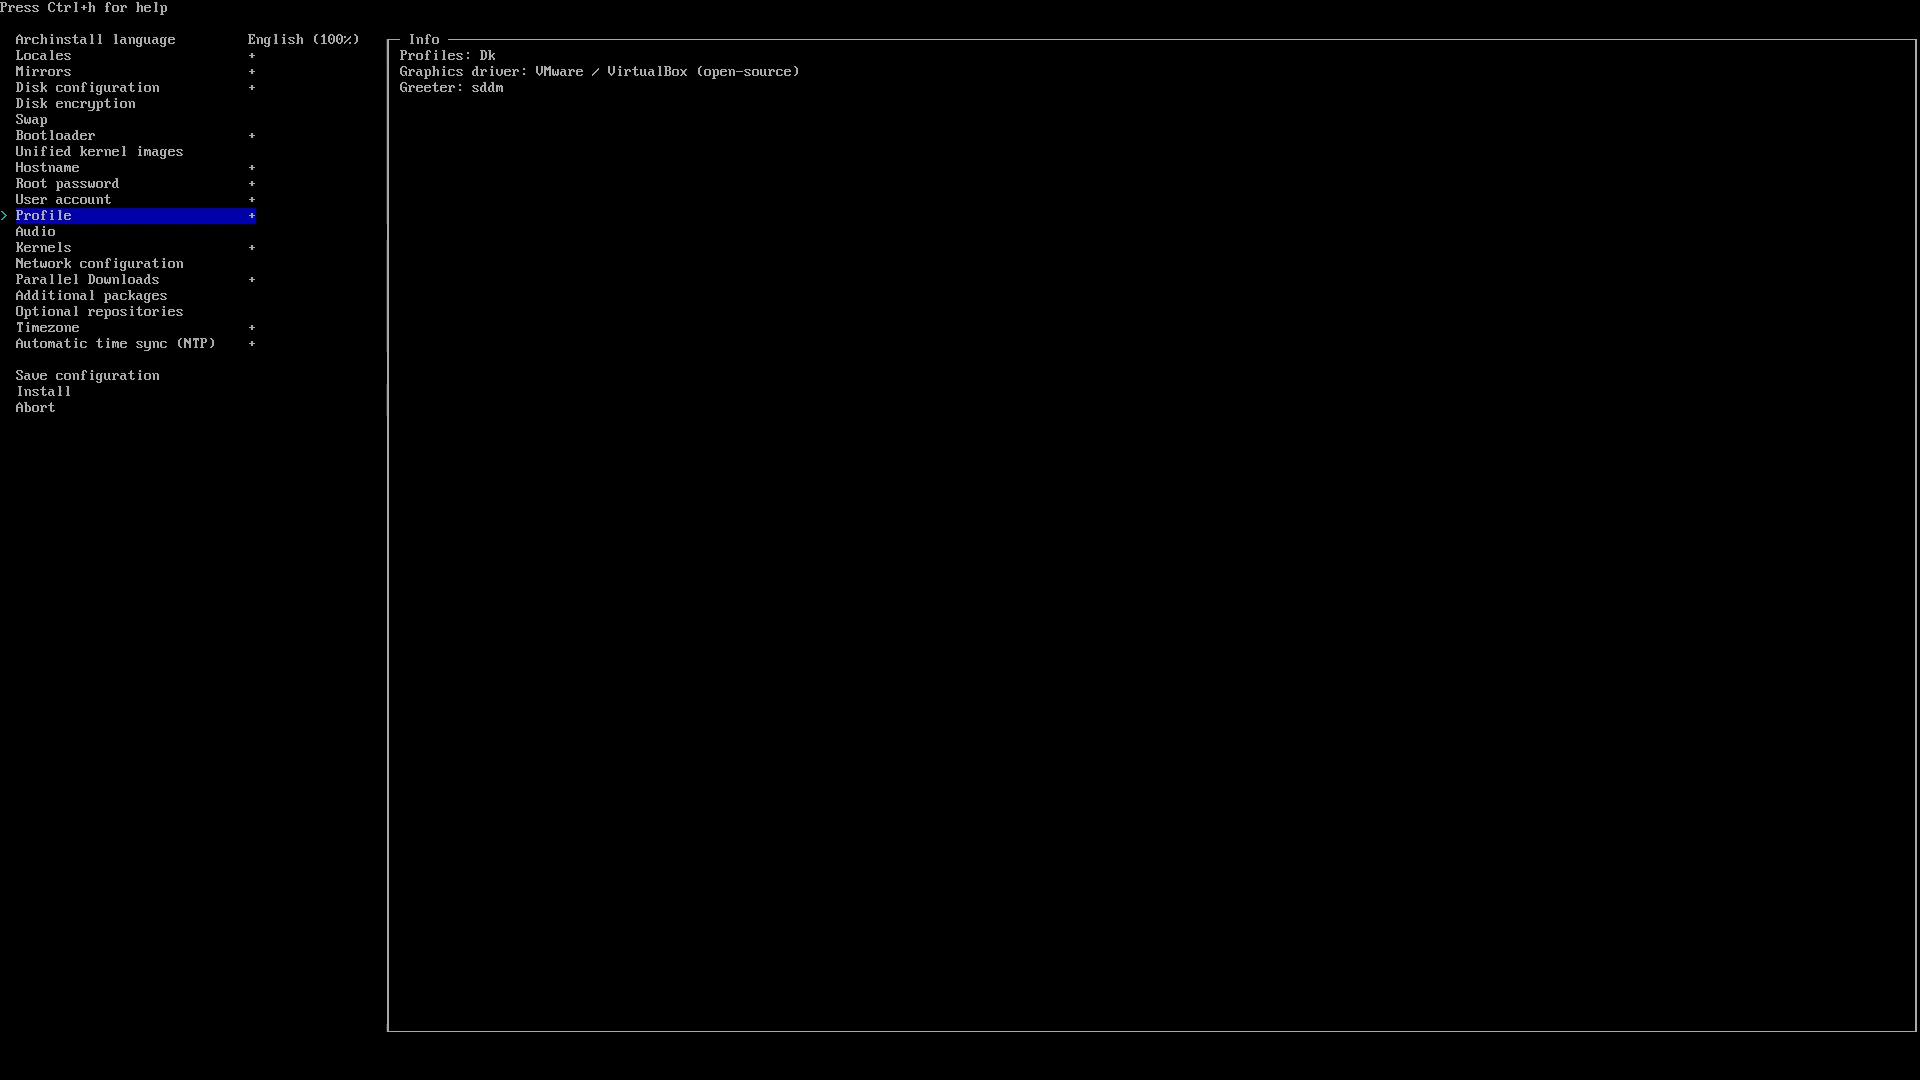 Press Ctrl+h for help
Archinstall language English (100%)
Locales +
Mirrors +
Disk configuration +
Disk encryption
Swap
Bootloader +
Unified kernel images
Hostname +
Root password +
User account +
> Profile +
Audio
Kernels +
Network configuration
Parallel Downloads +
Additional packages
Optional repositories
Timezone +
Automatic time sync (NTP) +
Save configuration
Install
Abort
Info
Profiles: Dk
Graphics driver: VMware / VirtualBox (open-source)
Greeter: sddm